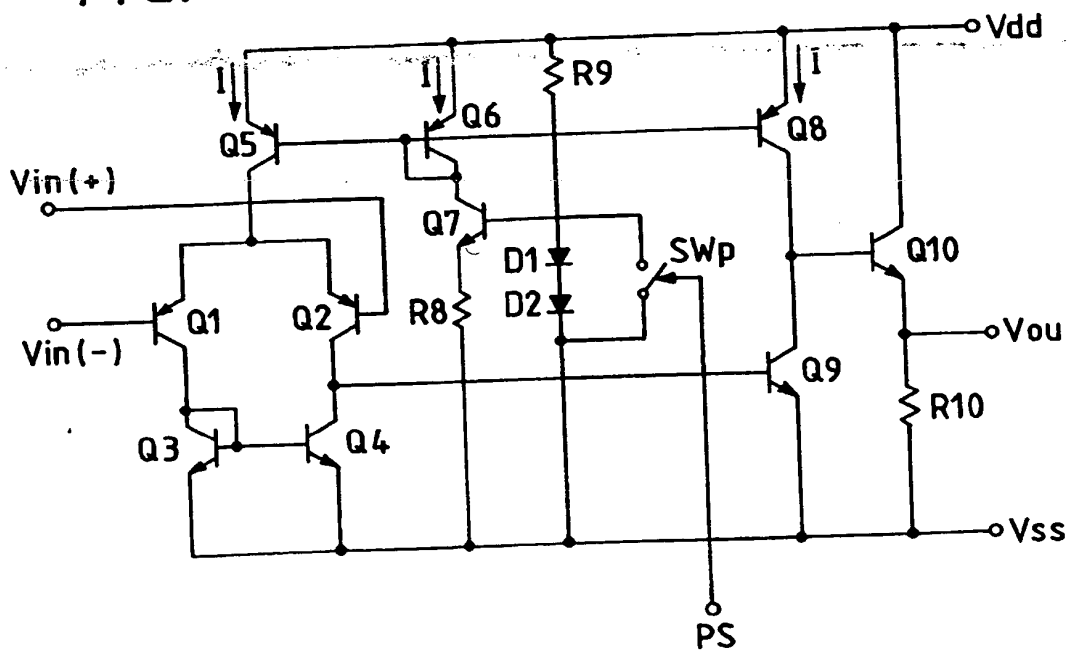 Vdd
I
I
R9
I
Q5
Q6
Q8
Vin(+)
Q7
SWp
Q10
D1
Q1
Q2
R8
D2
Vin(-)
Vou
Q9
R10
Q3
Q4
Vss
PS